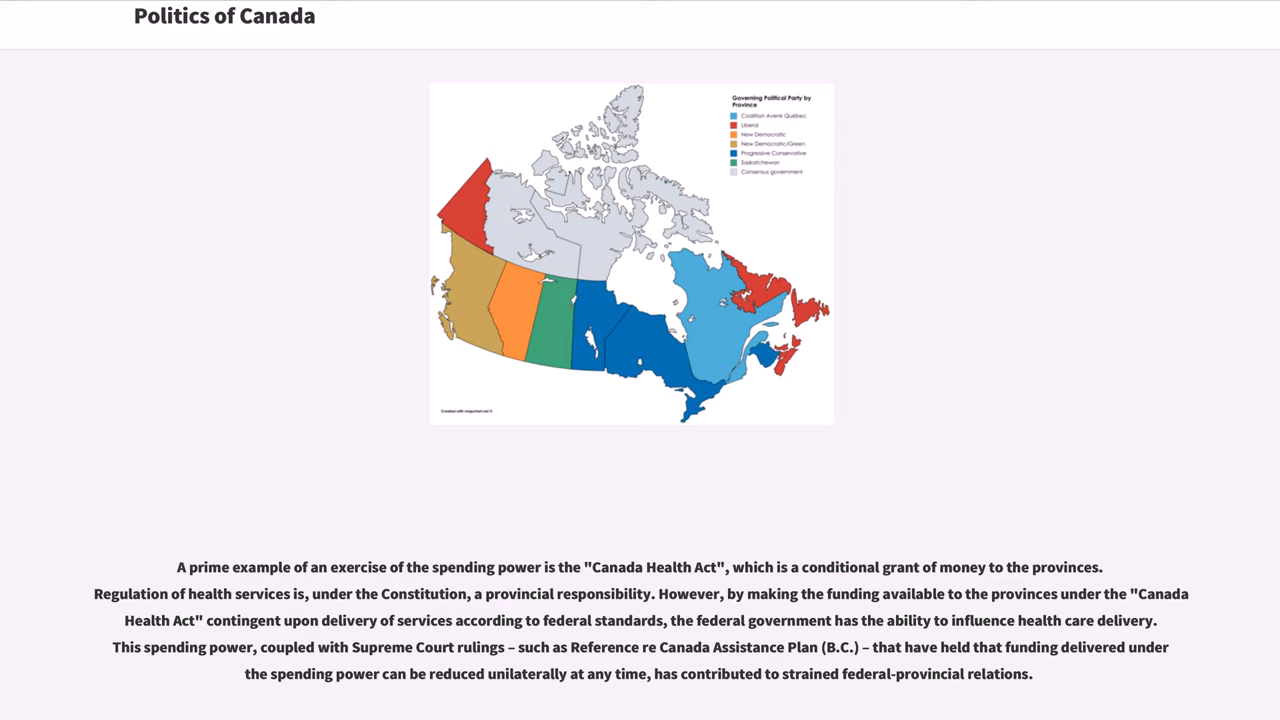 Politics of Canada
Governing Political Party by
Province
Coalition Avenir Québec
Liberal
New Democratic
New Democratic/Green
Progressive Conservative
Saskatchewan
Consensus government
Created with mapchart.net ©
A prime example of an exercise of the spending power is the "Canada Health Act", which is a conditional grant of money to the provinces.
Regulation of health services is, under the Constitution, a provincial responsibility. However, by making the funding available to the provinces under the "Canada
Health Act" contingent upon delivery of services according to federal standards, the federal government has the ability to influence health care delivery.
This spending power, coupled with Supreme Court rulings – such as Reference re Canada Assistance Plan (B.C.) – that have held that funding delivered under
the spending power can be reduced unilaterally at any time, has contributed to strained federal-provincial relations.